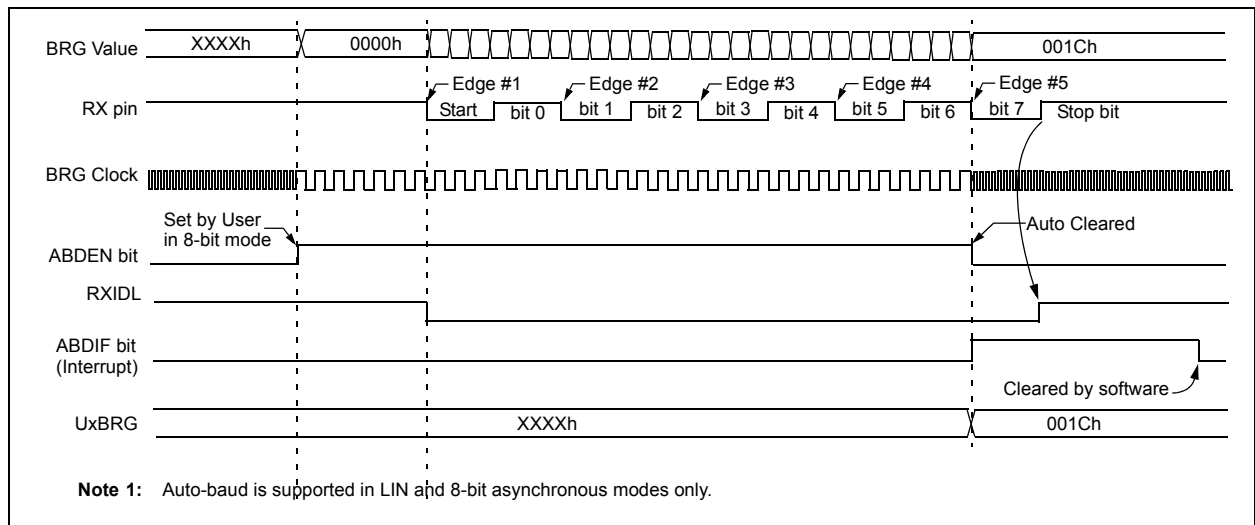 BRG Value
XXXXh
0000h
001Ch
Edge #1
Edge #2
Edge #3
Edge #4
Edge #5
RX pin
Start
bit 0
bit 1
bit 2
bit 3
bit 4
bit 5
bit 6
bit 7
Stop bit
BRG Clock
Set by User
in 8-bit mode
Auto Cleared
ABDEN bit
RXIDL
ABDIF bit
(Interrupt)
Cleared by software
UxBRG
XXXXh
001Ch
Note 1: Auto-baud is supported in LIN and 8-bit asynchronous modes only.